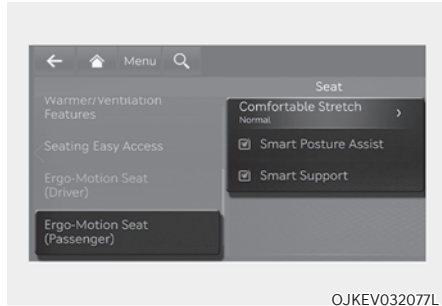 Menu
Seat
Warmer/Ventilation
Features
Seating Easy Access
Ergo-Motion Seat
(Driver)
Ergo-Motion Seat
(Passenger)
Comfortable Stretch
Normal
Smart Posture Assist
Smart Support
OJKEV032077L